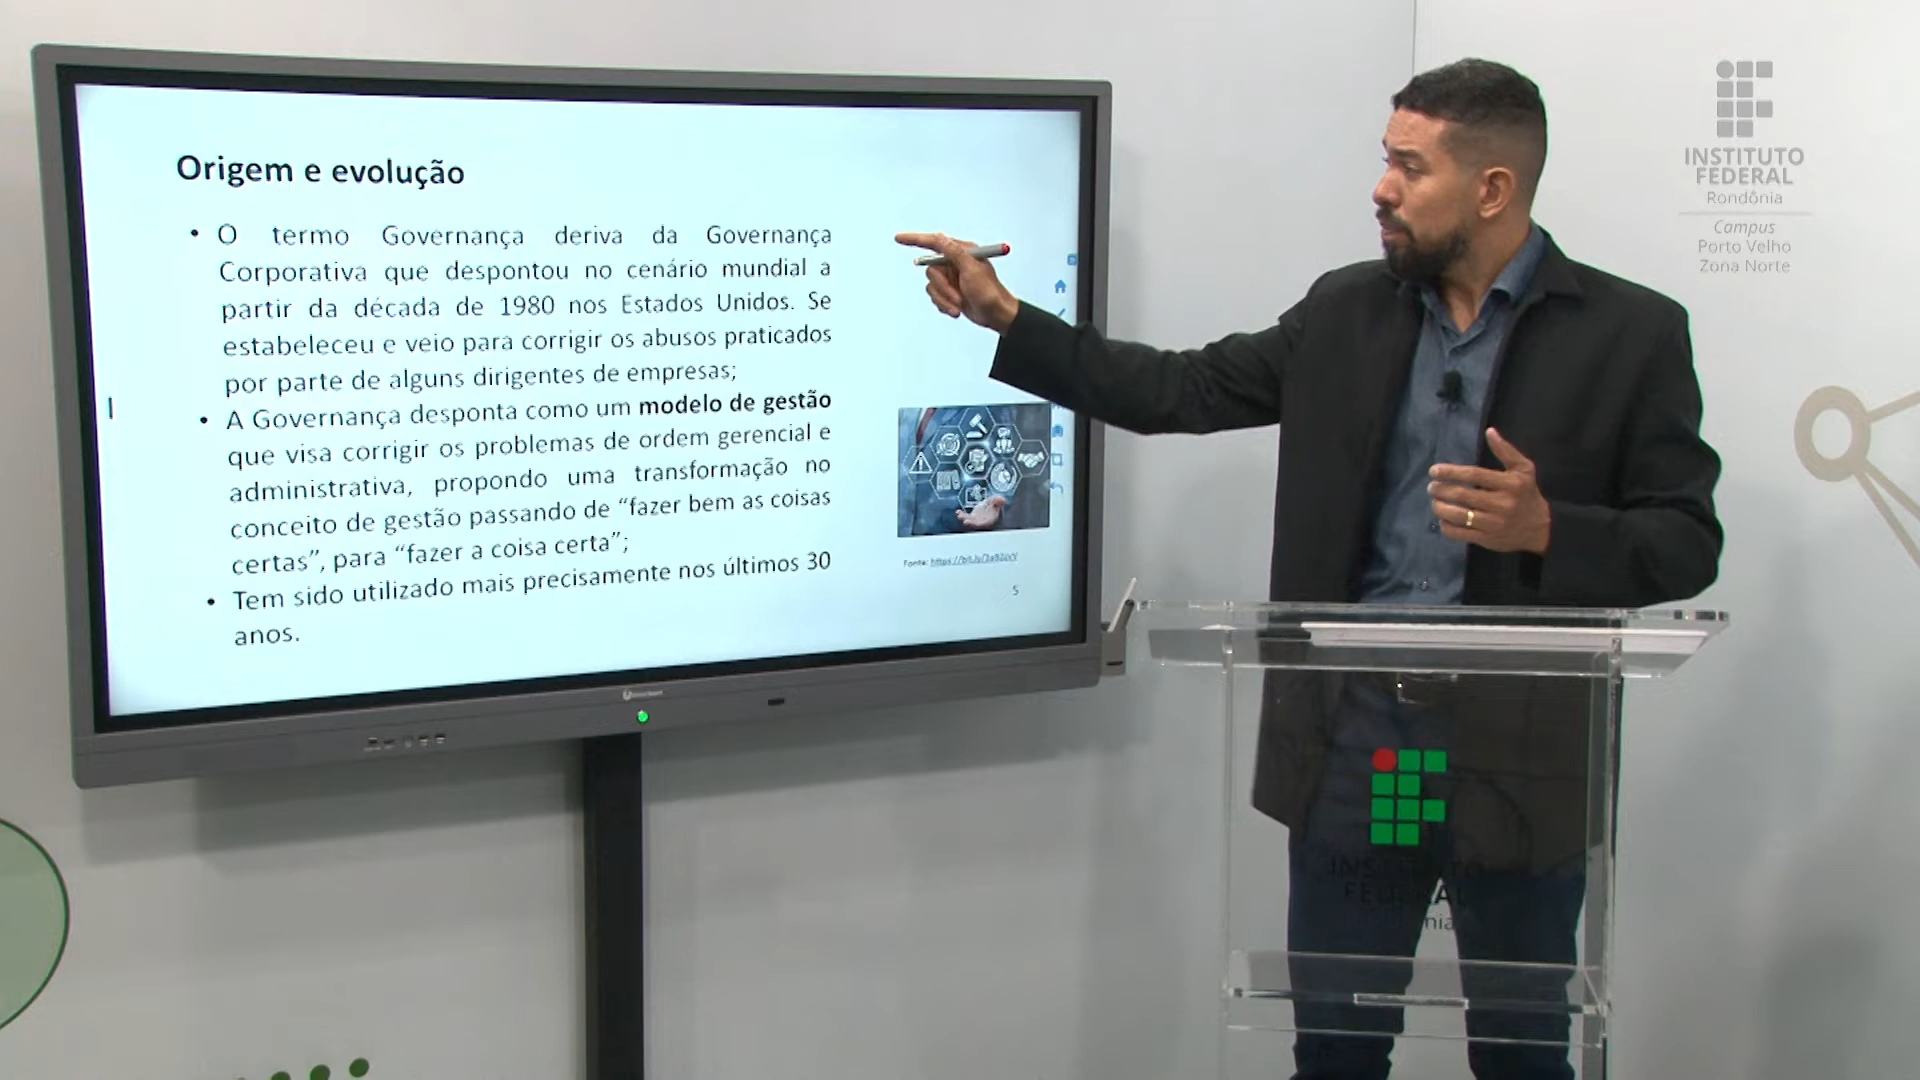 Origem e evolução
• O termo Governança deriva da Governança
Corporativa que despontou no cenário mundial a
partir da década de 1980 nos Estados Unidos. Se
estabeleceu e veio para corrigir os abusos praticados
por parte de alguns dirigentes de empresas;
• A Governança desponta como um modelo de gestão
que visa corrigir os problemas de ordem gerencial e
administrativa, propondo uma transformação no
conceito de gestão passando de “fazer bem as coisas
certas”, para “fazer a coisa certa”;
• Tem sido utilizado mais precisamente nos últimos 30
anos.
Fonte:
5
INSTITUTO
FEDERAL
Rondônia
Campus
Porto Velho
Zona Norte
INSTITUTO
FEDERAL